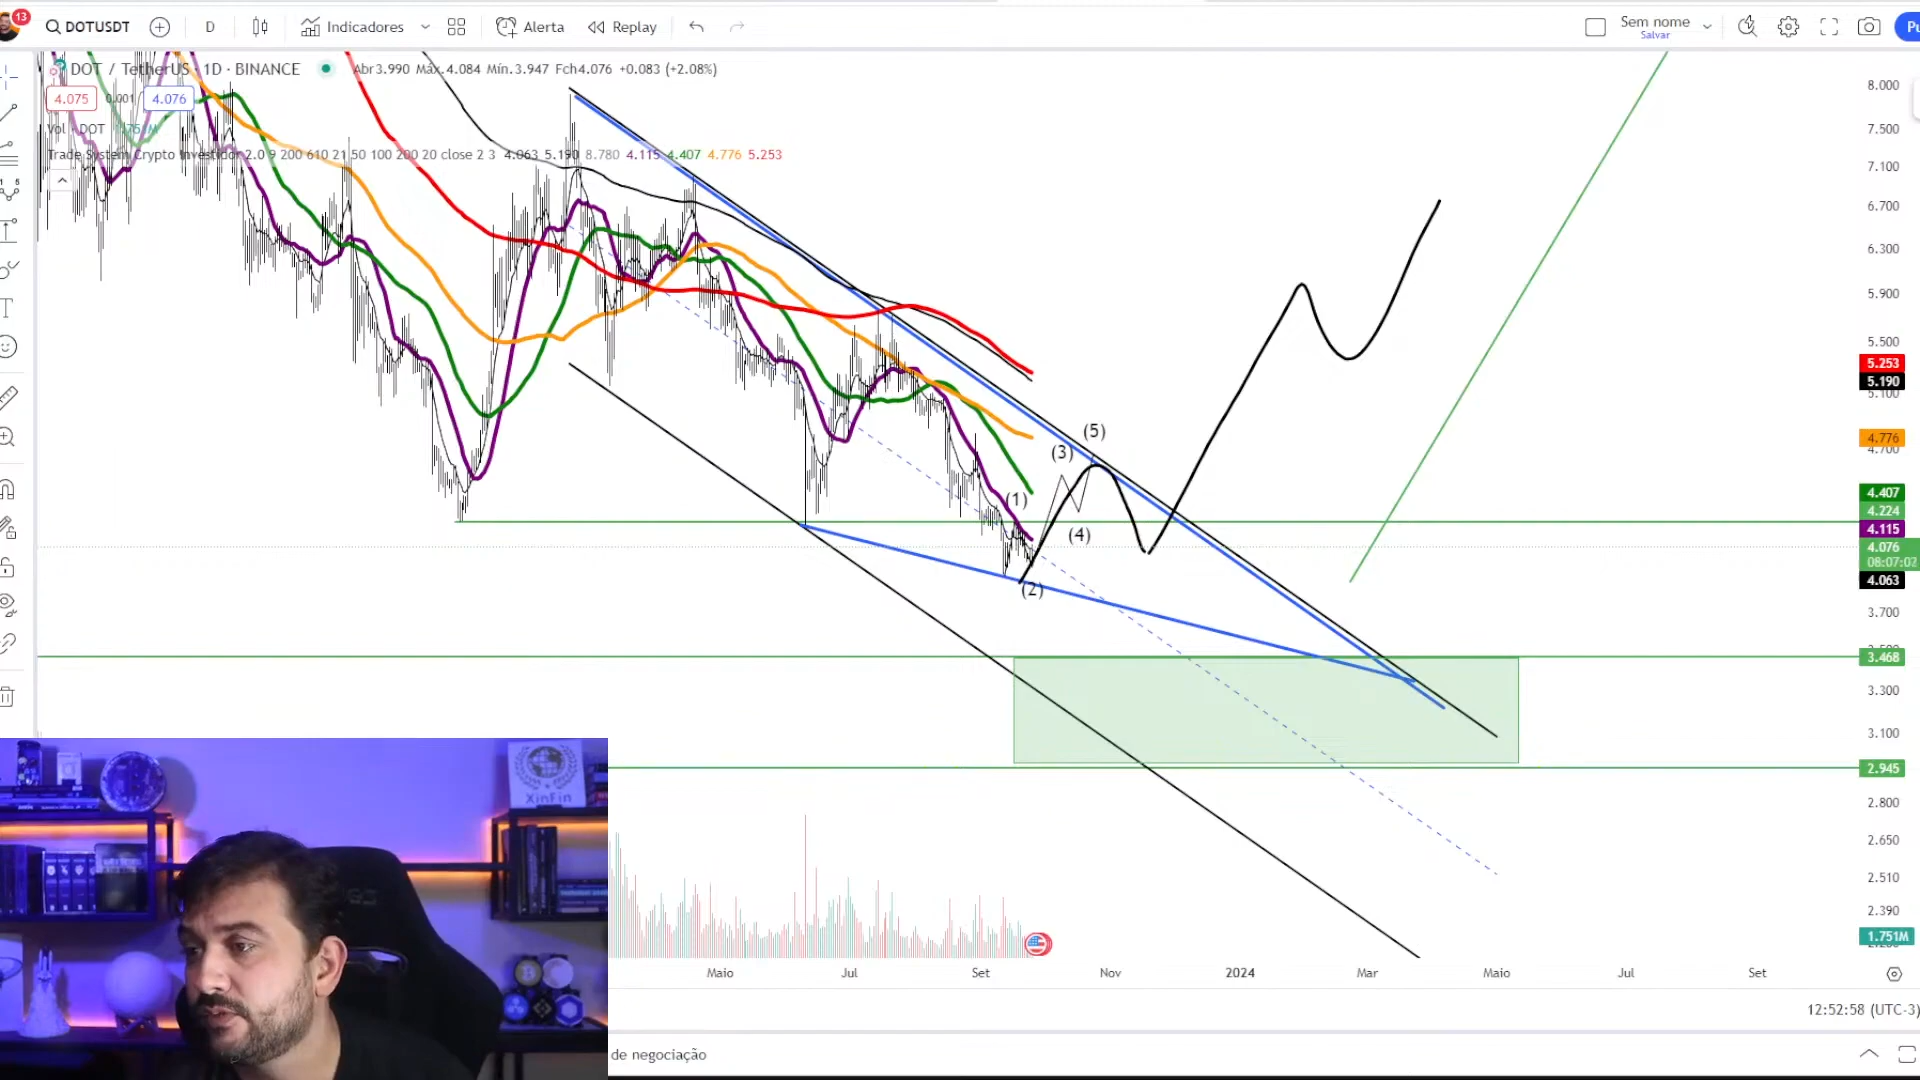 13
DOTUSDT
D
Indicadores
Alerta
Replay
Sem nome
Salvar
DOT / TetherUS · 1D · BINANCE
Abr3.990 Máx.4.084 Mín.3.947 Fch4.076 +0.083 (+2.08%)
4.075 0.001 4.076
Vol · DOT
Trade System Crypto Investidor 2.0 9 200 610 21 50 100 200 20 close 2 3 4.063 5.190 8.780 4.115 4.407 4.776 5.253
(1)
(2)
(3)
(4)
(5)
8.000
7.500
7.100
6.700
6.300
5.900
5.500
5.253
5.190
5.100
4.776
4.700
4.407
4.224
4.115
4.076
08:07:02
4.063
3.700
3.468
3.300
3.100
2.945
2.800
2.650
2.510
2.390
1.751M
Maio Jul Set Nov 2024 Mar Maio Jul Set
12:52:58 (UTC-3)
de negociação
XinFin